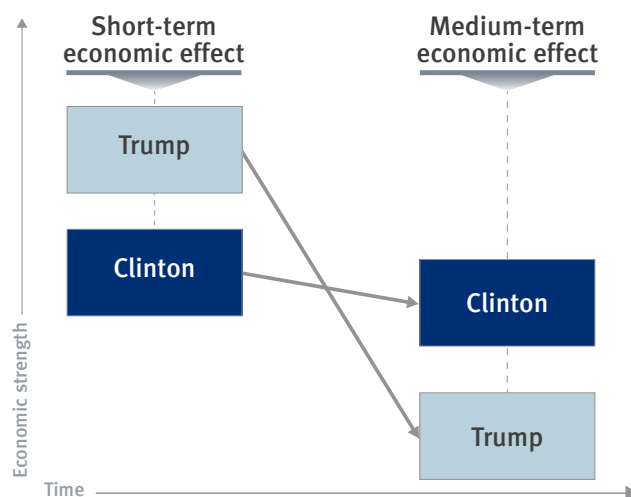 Short-term
economic effect
Medium-term
economic effect
Trump
Clinton
Clinton
Trump
Economic strength
Time